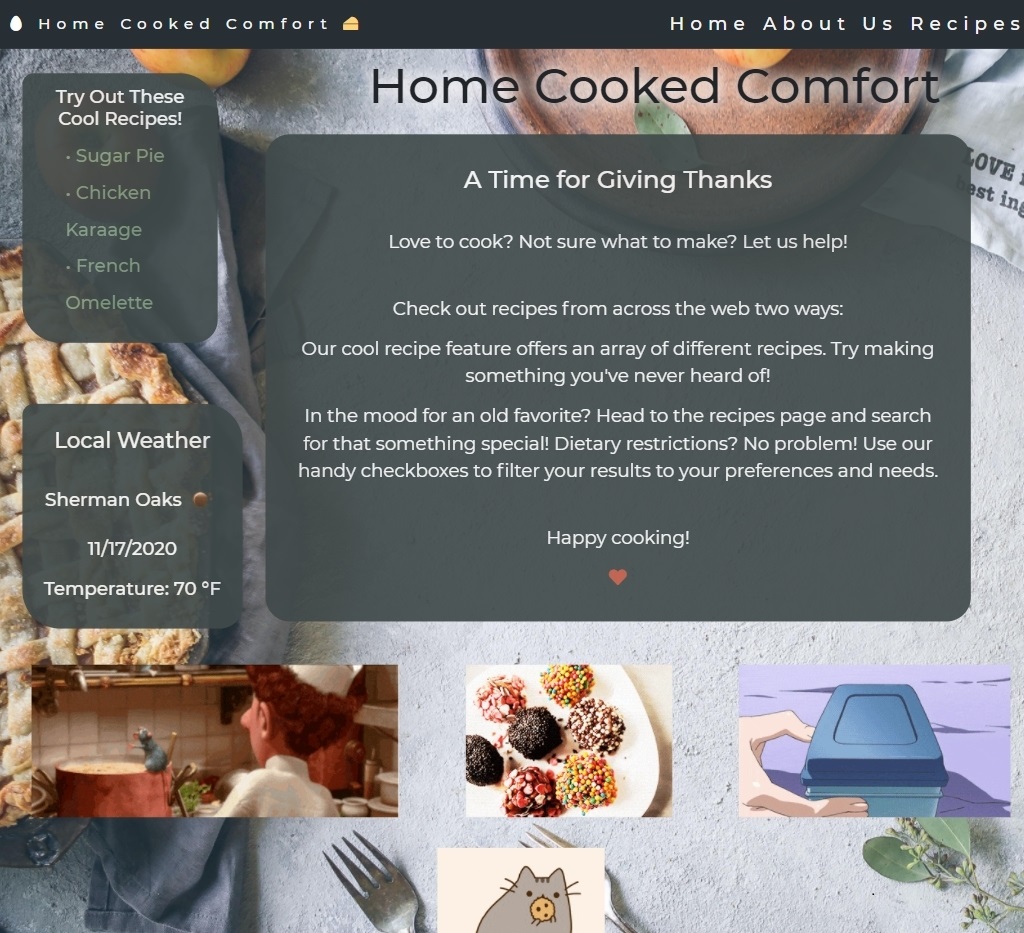 Home Cooked Comfort
Home About Us Recipes
Home Cooked Comfort
Try Out These
Cool Recipes!
• Sugar Pie
• Chicken
Karaage
• French
Omelette
A Time for Giving Thanks
Love to cook? Not sure what to make? Let us help!
Check out recipes from across the web two ways:
Our cool recipe feature offers an array of different recipes. Try making
something you've never heard of!
In the mood for an old favorite? Head to the recipes page and search
for that something special! Dietary restrictions? No problem! Use our
handy checkboxes to filter your results to your preferences and needs.
Happy cooking!
Local Weather
Sherman Oaks
11/17/2020
Temperature: 70 °F
LOVE
best